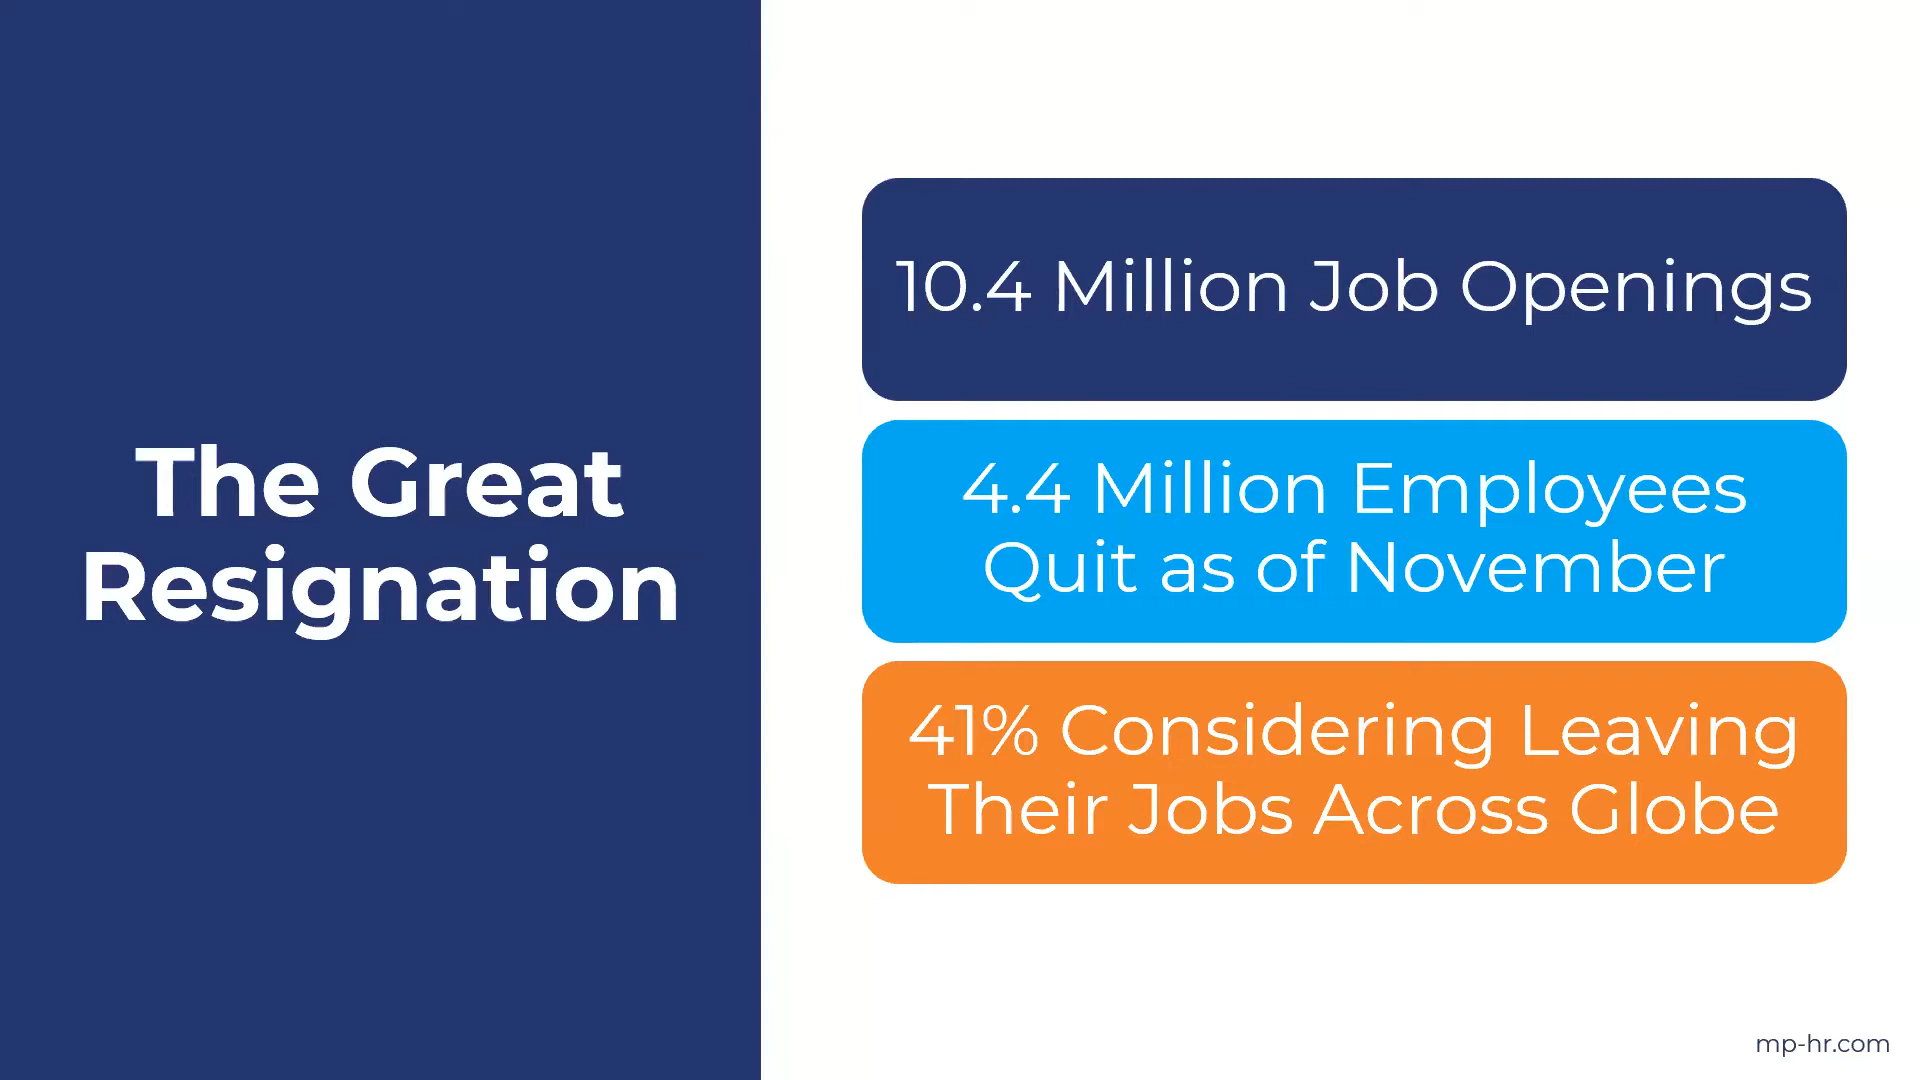 The Great
Resignation
10.4 Million Job Openings
4.4 Million Employees
Quit as of November
41% Considering Leaving
Their Jobs Across Globe
mp-hr.com